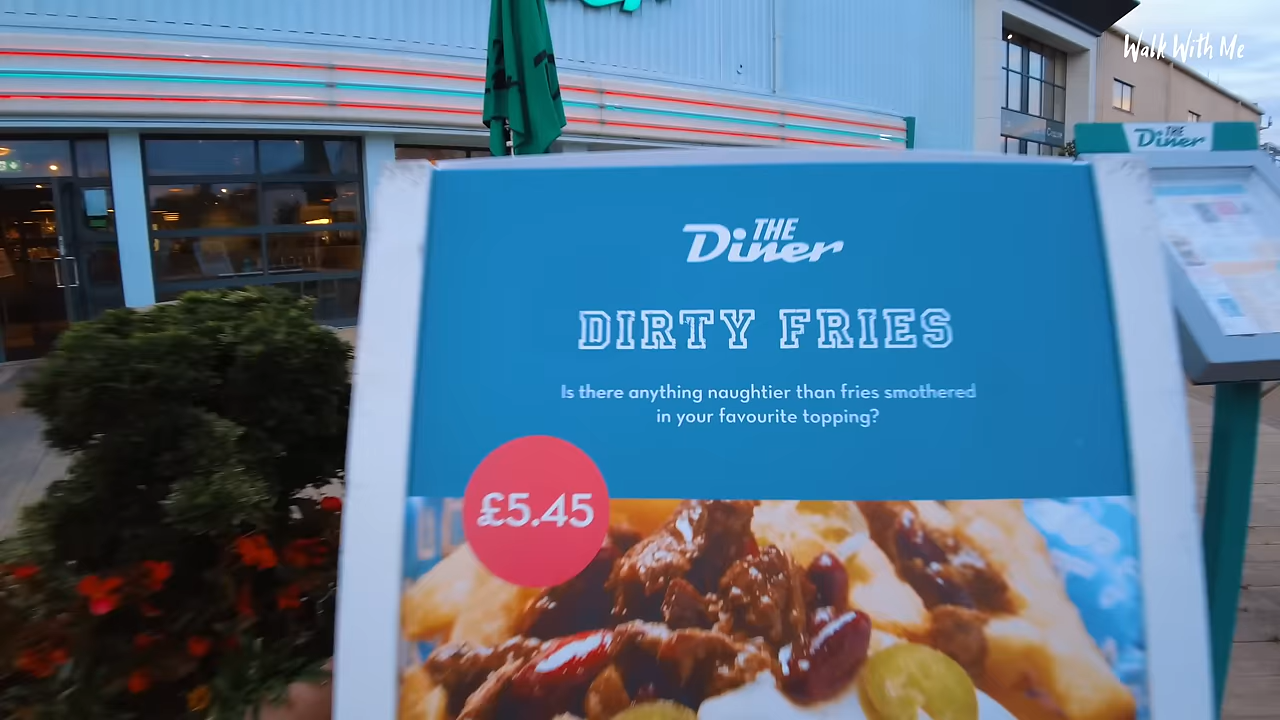 Walk With Me
THE
Diner
THE
Diner
DIRTY FRIES
Is there anything naughtier than fries smothered
in your favourite topping?
£5.45